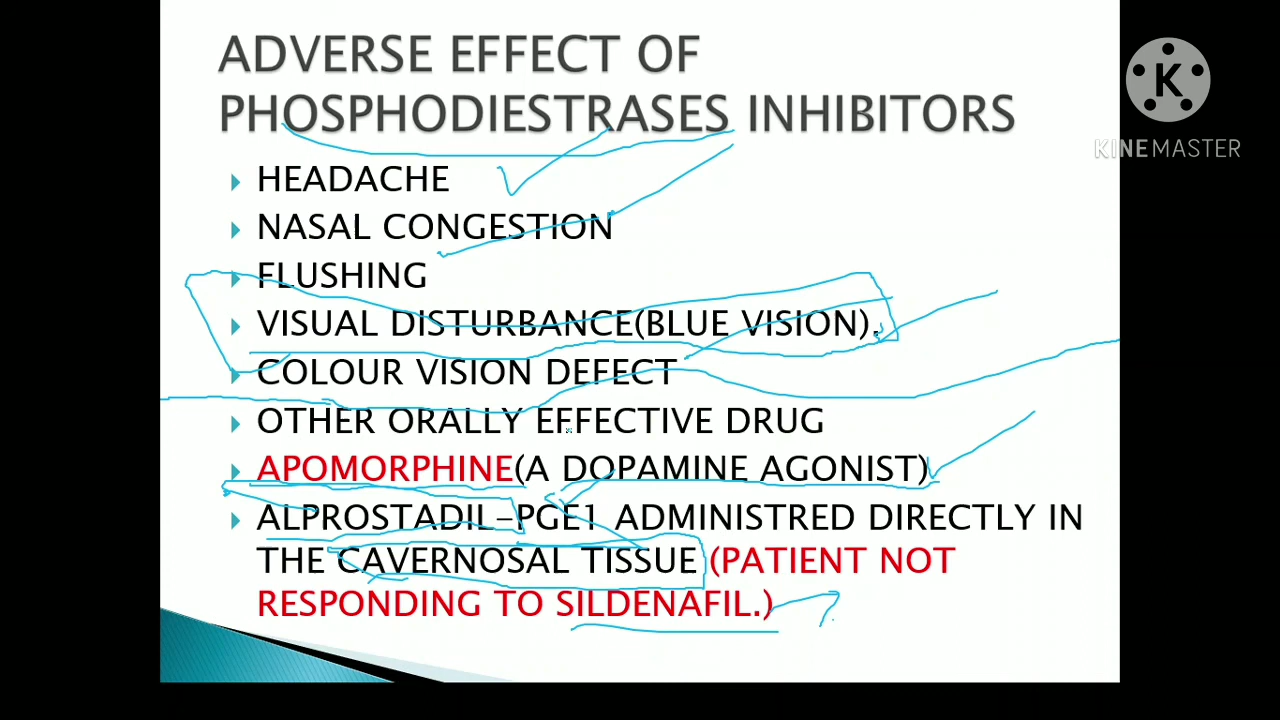 ADVERSE EFFECT OF
PHOSPHODIESTRASES INHIBITORS
HEADACHE
NASAL CONGESTION
FLUSHING
VISUAL DISTURBANCE(BLUE VISION).
COLOUR VISION DEFECT
OTHER ORALLY EFFECTIVE DRUG
APOMORPHINE(A DOPAMINE AGONIST)
ALPROSTADIL-PGE1 ADMINISTRED DIRECTLY IN
THE CAVERNOSAL TISSUE (PATIENT NOT
RESPONDING TO SILDENAFIL.)
K
KINEMASTER